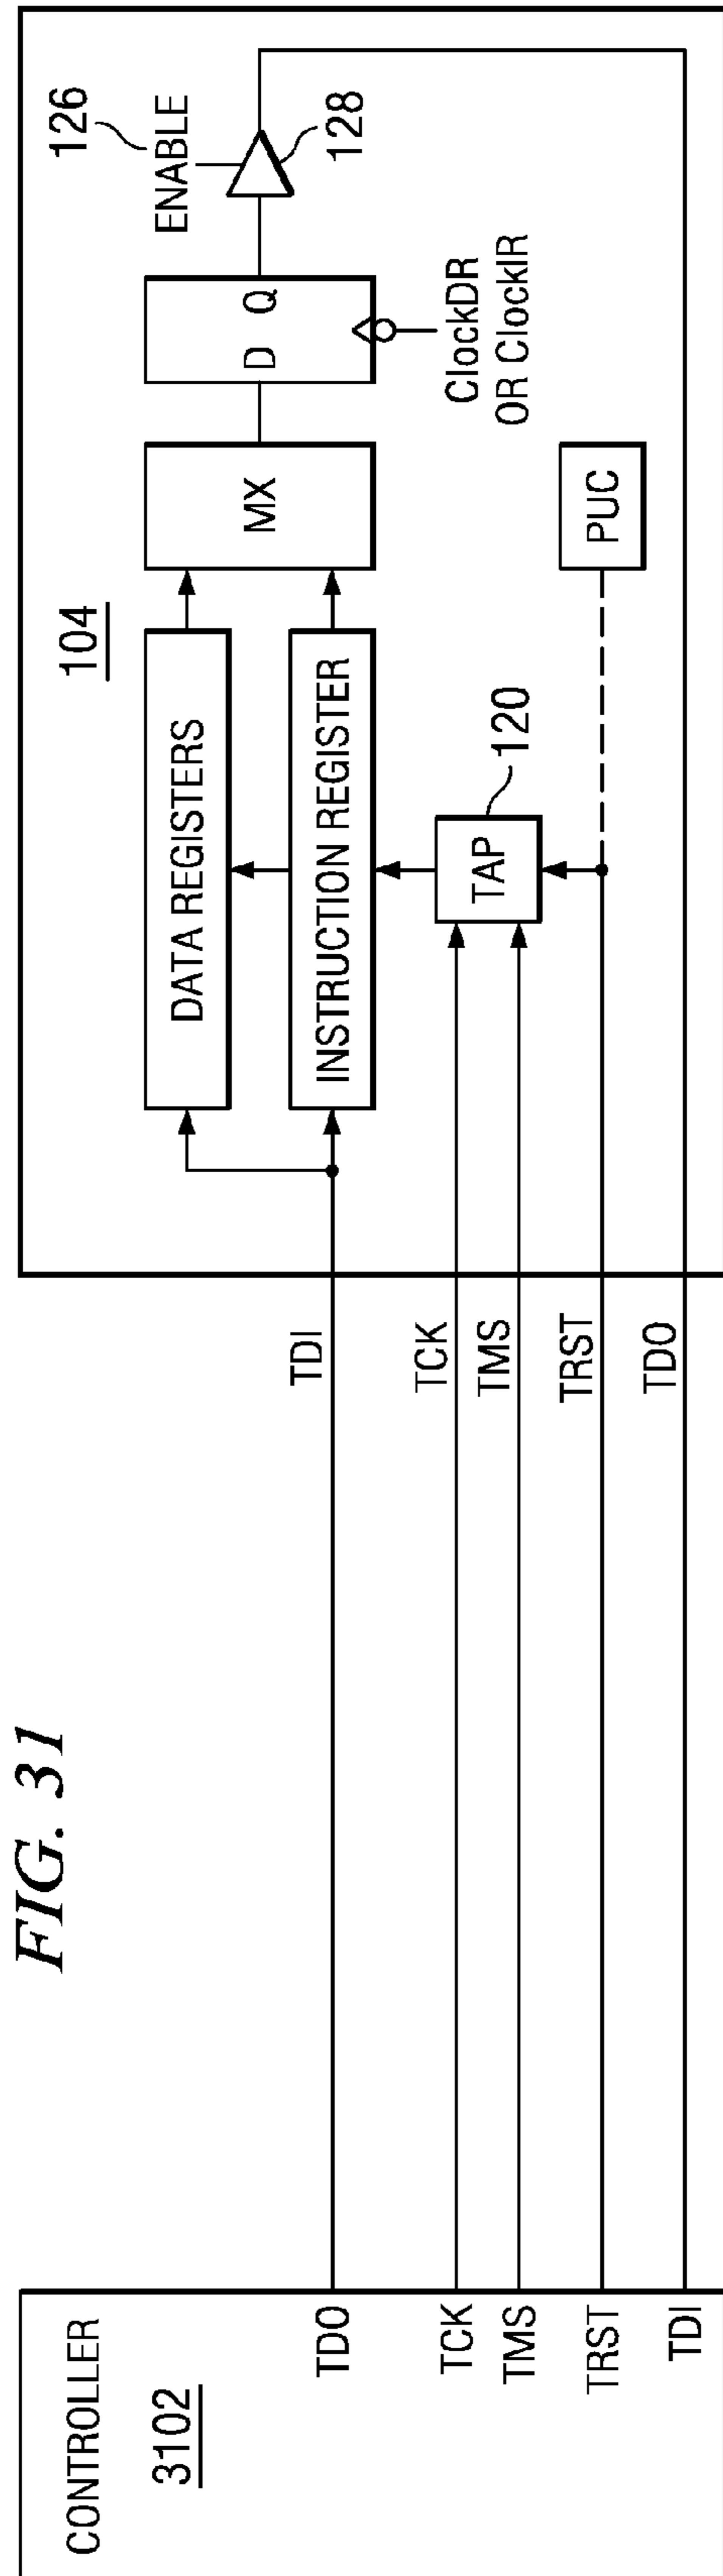 FIG. 31
CONTROLLER
3102
TDO
TCK
TMS
TRST
TDI
TDI
TCK
TMS
TRST
TDO
104
DATA REGISTERS
INSTRUCTION REGISTER
TAP
120
MX
PUC
D Q
ClockDR
OR ClockIR
126
ENABLE
128